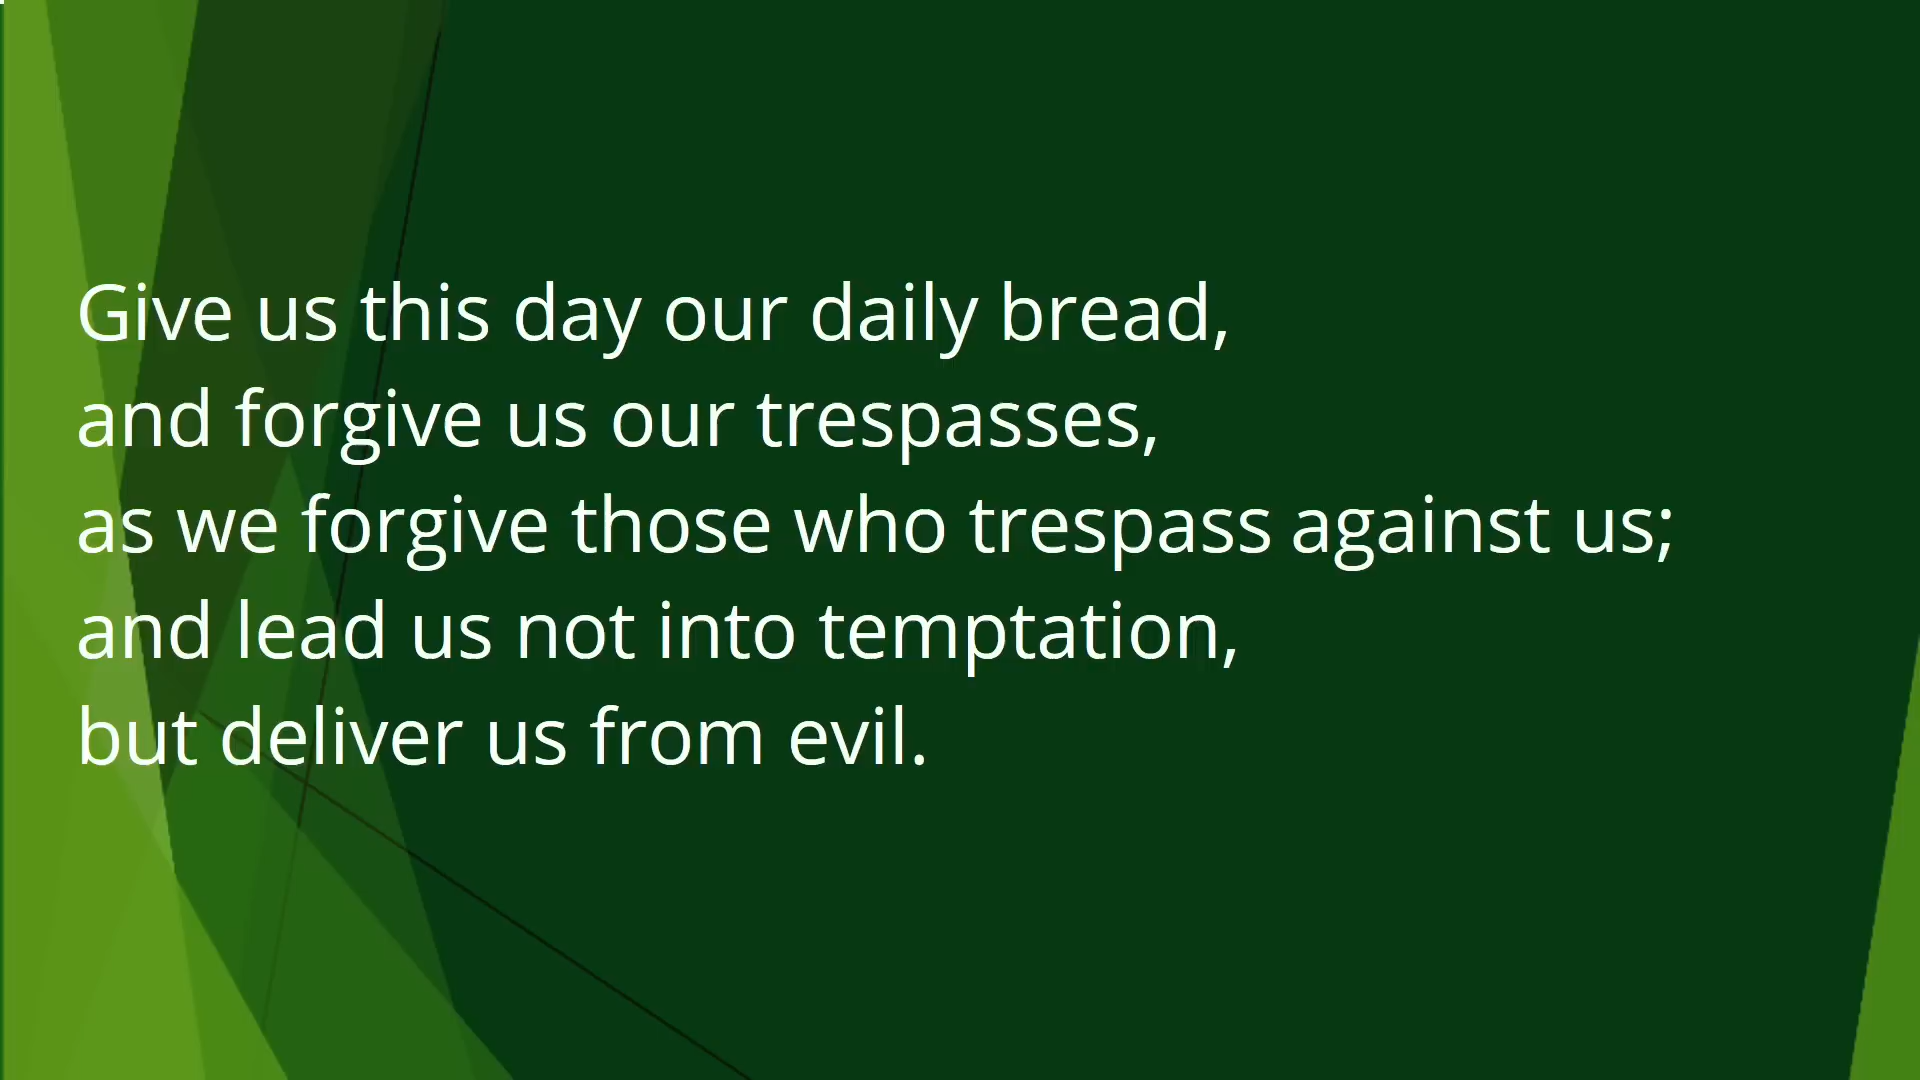 Give us this day our daily bread,
and forgive us our trespasses,
as we forgive those who trespass against us;
and lead us not into temptation,
but deliver us from evil.